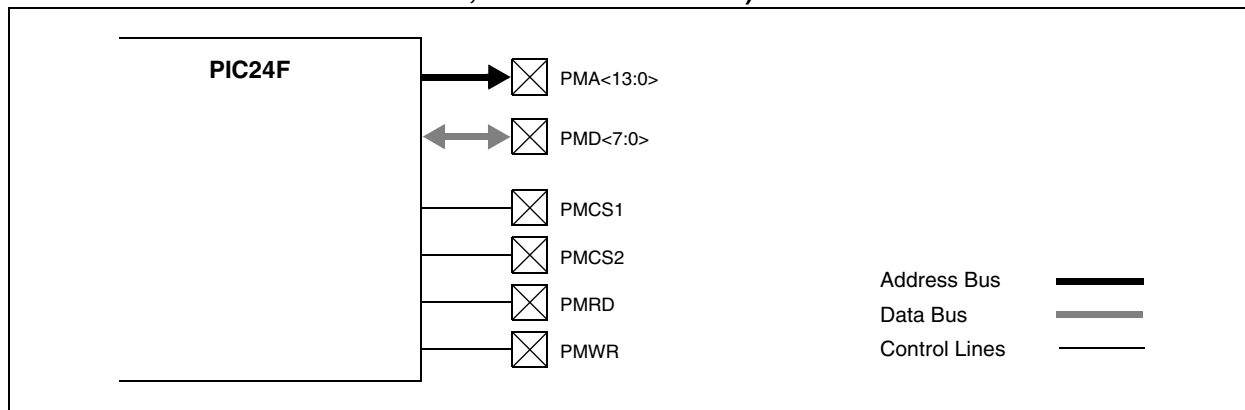 PIC24F
PMA<13:0>
PMD<7:0>
PMCS1
PMCS2
PMRD
PMWR
Address Bus
Data Bus
Control Lines